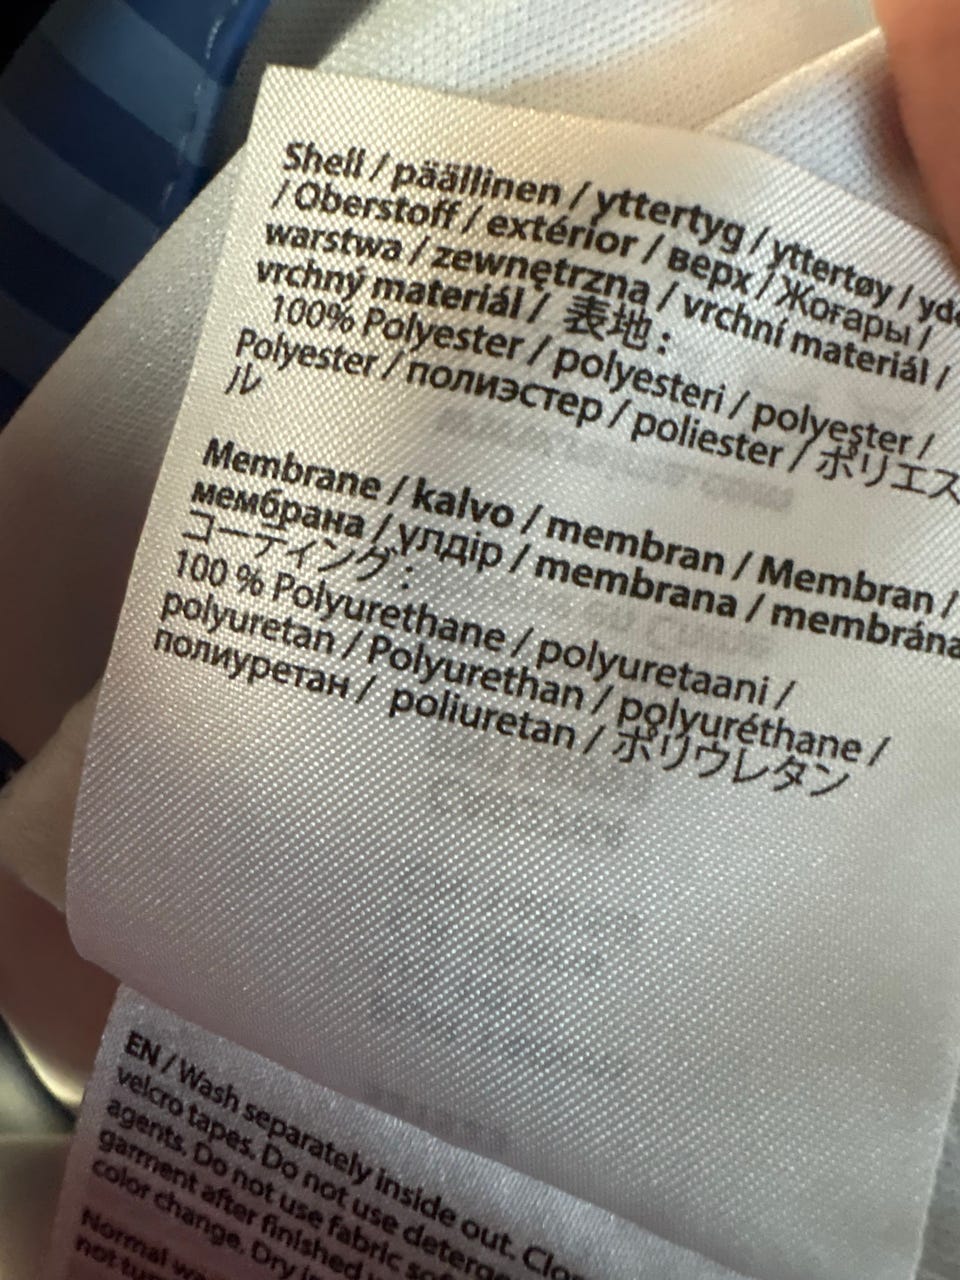 Shell / päällinen / yttertyg / yttertøy /
/ Oberstoff / extérior / верх / Жоғарғы /
warstwa / zewnętrzna / vrchní materiál /
vrchný materiál / 表地 :
100% Polyester / polyesteri / polyester /
Polyester / полиэстер / poliester / ポリエス
ル
Membrane / kalvo / membran / Membran /
мембрана / үлдір / membrana / membrána
コーティング :
100 % Polyurethane / polyuretaani /
polyuretan / Polyurethan / polyuréthane /
полиуретан / poliuretan / ポリウレタン
EN / Wash separately inside out.
velcro tapes. Do not use
agents. Do not use fabric
garment after finished
color change. Dry
Normal